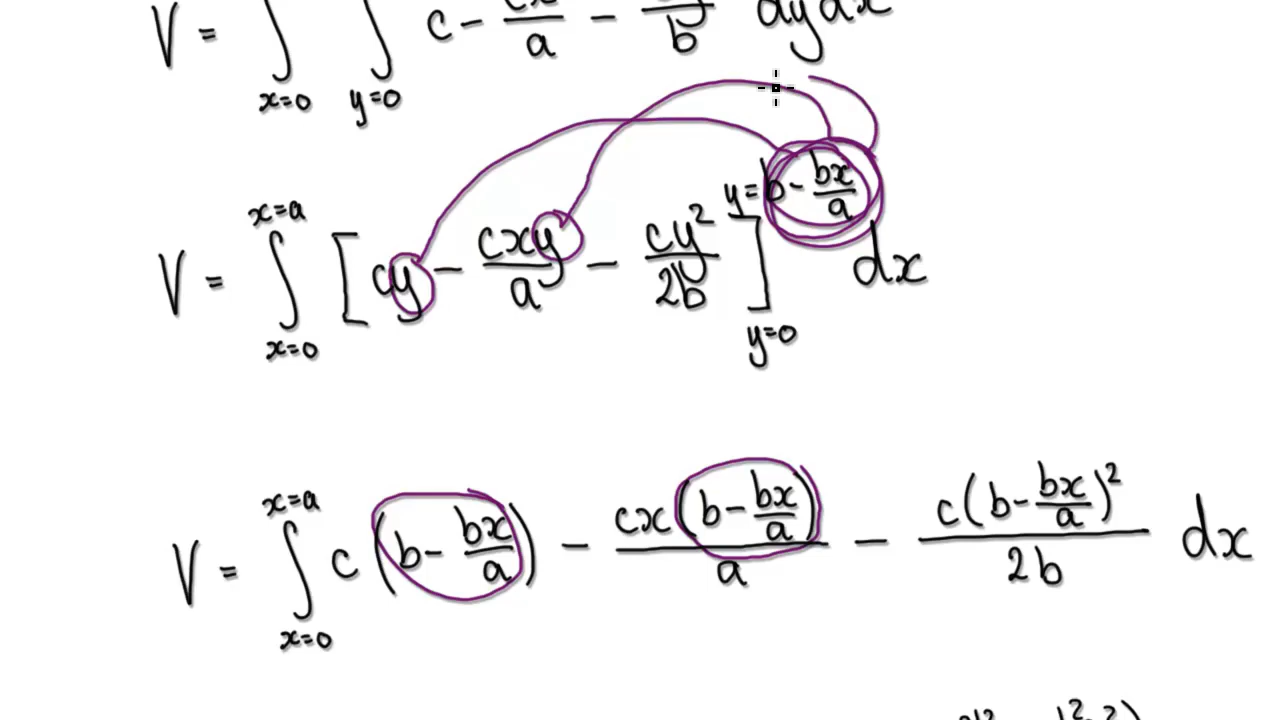 V = ∫ ∫ c - cx/a - /b dy dx
x=0 y=0
x=a y=b-bx/a
V = ∫ [cy - cxy/a - cy²/2b] dx
x=0 y=0
x=a
V = ∫ c(b-bx/a) - cx(b-bx/a)/a - c(b-bx/a)²/2b dx
x=0